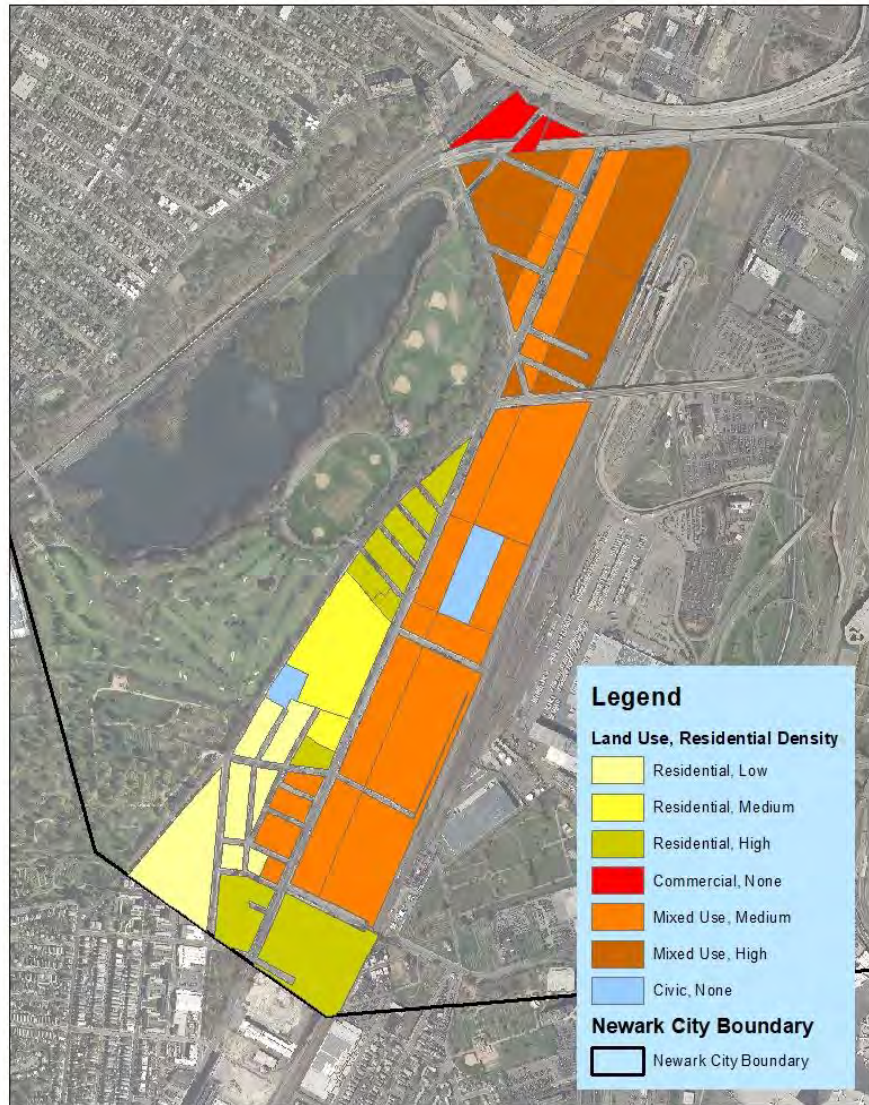 Legend
Land Use, Residential Density
Residential, Low
Residential, Medium
Residential, High
Commercial, None
Mixed Use, Medium
Mixed Use, High
Civic, None
Newark City Boundary
Newark City Boundary